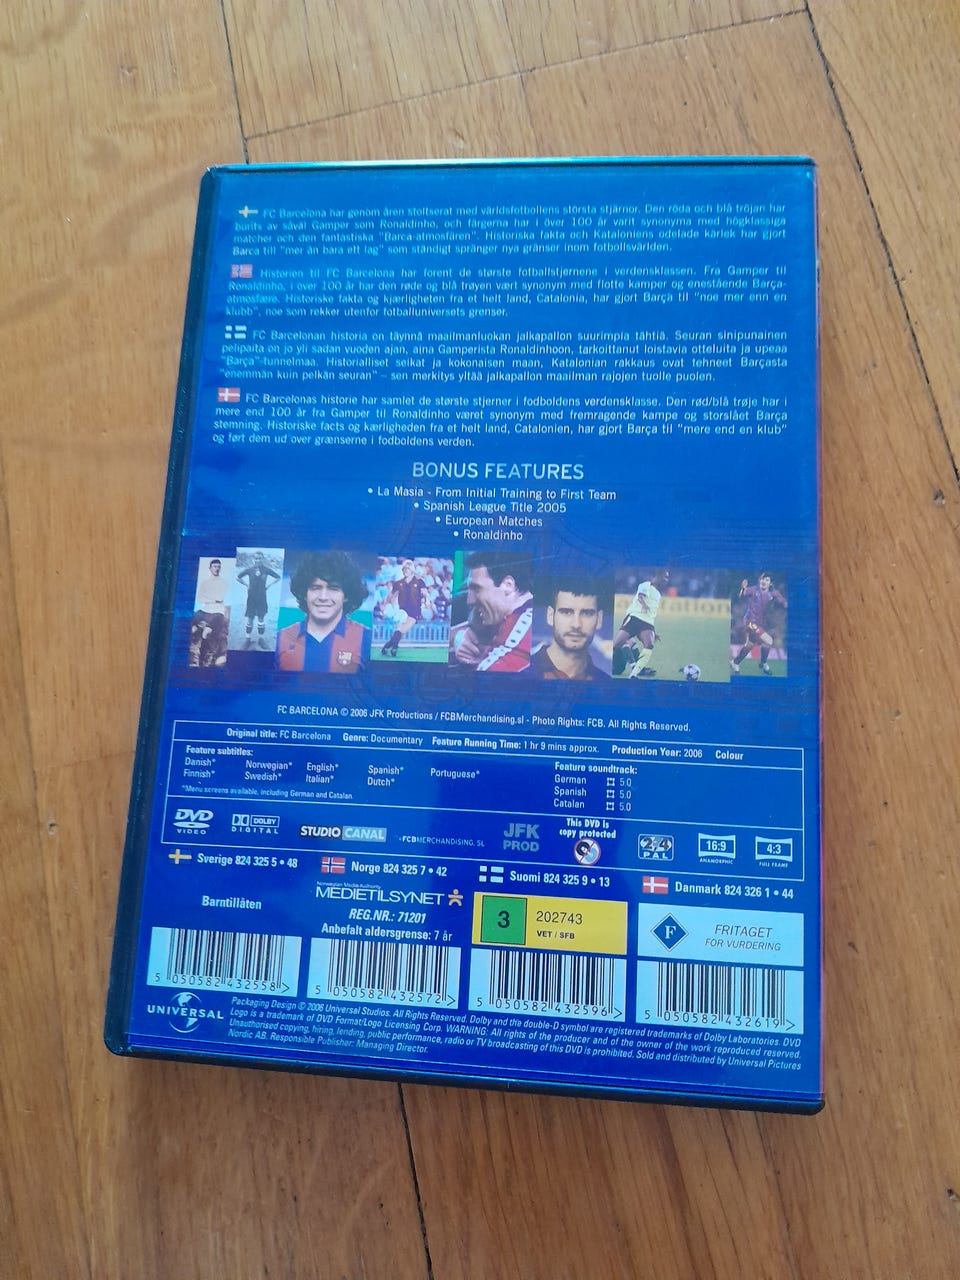 FC Barcelona har genom åren stoltserat med världsfotbollens största stjärnor. Den röda och blå tröjan har
burits av såväl Gamper som Ronaldinho, och färgerna har i över 100 år varit synonyma med högklassiga
matcher och den fantastiska "Barca-atmosfären". Historiska fakta och Kataloniens odelade kärlek har gjort
Barca till "mer än bara ett lag" som ständigt spränger nya gränser inom fotbollsvärlden.
Historien til FC Barcelona har forent de største fotballstjernene i verdensklassen. Fra Gamper til
Ronaldinho, i over 100 år har den røde og blå trøyen vært synonym med flotte kamper og enestående Barça-
atmosfære. Historiske fakta og kjærligheten fra et helt land, Catalonia, har gjort Barça til "noe mer enn en
klubb", noe som rekker utenfor fotballuniversets grenser.
FC Barcelonan historia on täynnä maailmanluokan jalkapallon suurimpia tähtiä. Seuran sinipunainen
pelipaita on jo yli sadan vuoden ajan, aina Gamperista Ronaldinhoon, tarkoittanut loistavia otteluita ja upeaa
"Barça"-tunnelmaa. Historialliset seikat ja kokonaisen maan, Katalonian rakkaus ovat tehneet Barçasta
"enemmän kuin pelkän seuran" – sen merkitys yltää jalkapallon maailman rajojen tuolle puolen.
FC Barcelonas historie har samlet de største stjerner i fodboldens verdensklasse. Den rød/blå trøje har i
mere end 100 år fra Gamper til Ronaldinho været synonym med fremragende kampe og storslået Barça
stemning. Historiske facts og kærligheden fra et helt land, Catalonien, har gjort Barça til "mere end en klub"
og ført dem ud over grænserne i fodboldens verden.
BONUS FEATURES
• La Masia - From Initial Training to First Team
• Spanish League Title 2005
• European Matches
• Ronaldinho
FC BARCELONA © 2006 JFK Productions / FCBMerchandising.sl - Photo Rights: FCB. All Rights Reserved.
Original title: FC Barcelona Genre: Documentary Feature Running Time: 1 hr 9 mins approx. Production Year: 2006 Colour
Feature subtitles:
Danish* Norwegian* English* Spanish* Portuguese*
Finnish* Swedish* Italian* Dutch*
*Menu screens available, including German and Catalan.
Feature soundtrack:
German 5.0
Spanish 5.0
Catalan 5.0
DVD VIDEO
DOLBY DIGITAL
STUDIO CANAL
FCBMERCHANDISING, SL
JFK PROD
This DVD is
copy protected
2 4
PAL
16:9
ANAMORPHIC
4:3
FULL FRAME
Sverige 824 325 5 • 48
Norge 824 325 7 • 42
Suomi 824 325 9 • 13
Danmark 824 326 1 • 44
Barntillåten
Norwegian Media Authority
MEDIETILSYNET
REG.NR.: 71201
Anbefalt aldersgrense: 7 år
3
202743
VET / SFB
F
FRITAGET
FOR VURDERING
5 050582 432558 >
5 050582 432572 >
5 050582 432596 >
5 050582 432619 >
UNIVERSAL
Packaging Design © 2006 Universal Studios. All Rights Reserved. Dolby and the double-D symbol are registered trademarks of Dolby Laboratories. DVD
Logo is a trademark of DVD Format/Logo Licensing Corp. WARNING: All rights of the producer and of the owner of the work reproduced reserved.
Unauthorised copying, hiring, lending, public performance, radio or TV broadcasting of this DVD is prohibited. Sold and distributed by Universal Pictures
Nordic AB. Responsible Publisher: Managing Director.